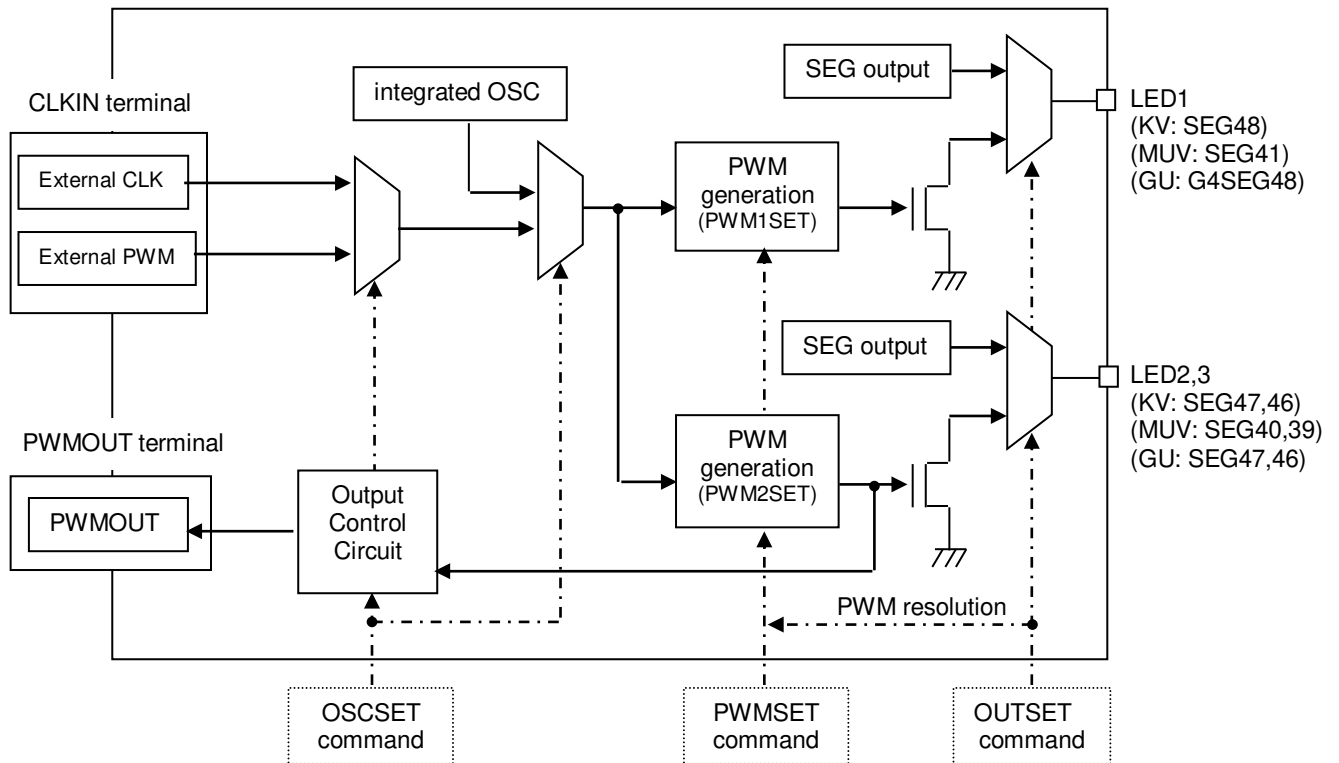 SEG output
LED1
(KV: SEG48)
(MUV: SEG41)
(GU: G4SEG48)
integrated OSC
CLKIN terminal
External CLK
External PWM
PWM
generation
(PWM1SET)
SEG output
LED2,3
(KV: SEG47,46)
(MUV: SEG40,39)
(GU: SEG47,46)
PWM
generation
(PWM2SET)
PWMOUT terminal
PWMOUT
Output
Control
Circuit
PWM resolution
OSCSET
command
PWMSET
command
OUTSET
command